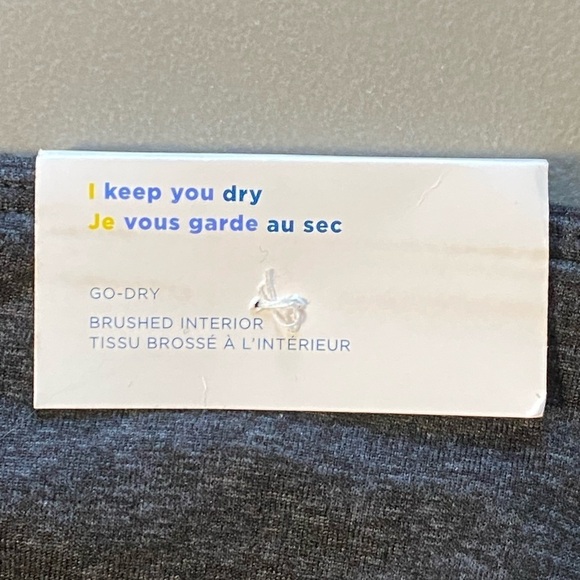 I keep you dry
Je vous garde au sec
GO-DRY
BRUSHED INTERIOR
TISSU BROSSÉ À L'INTÉRIEUR